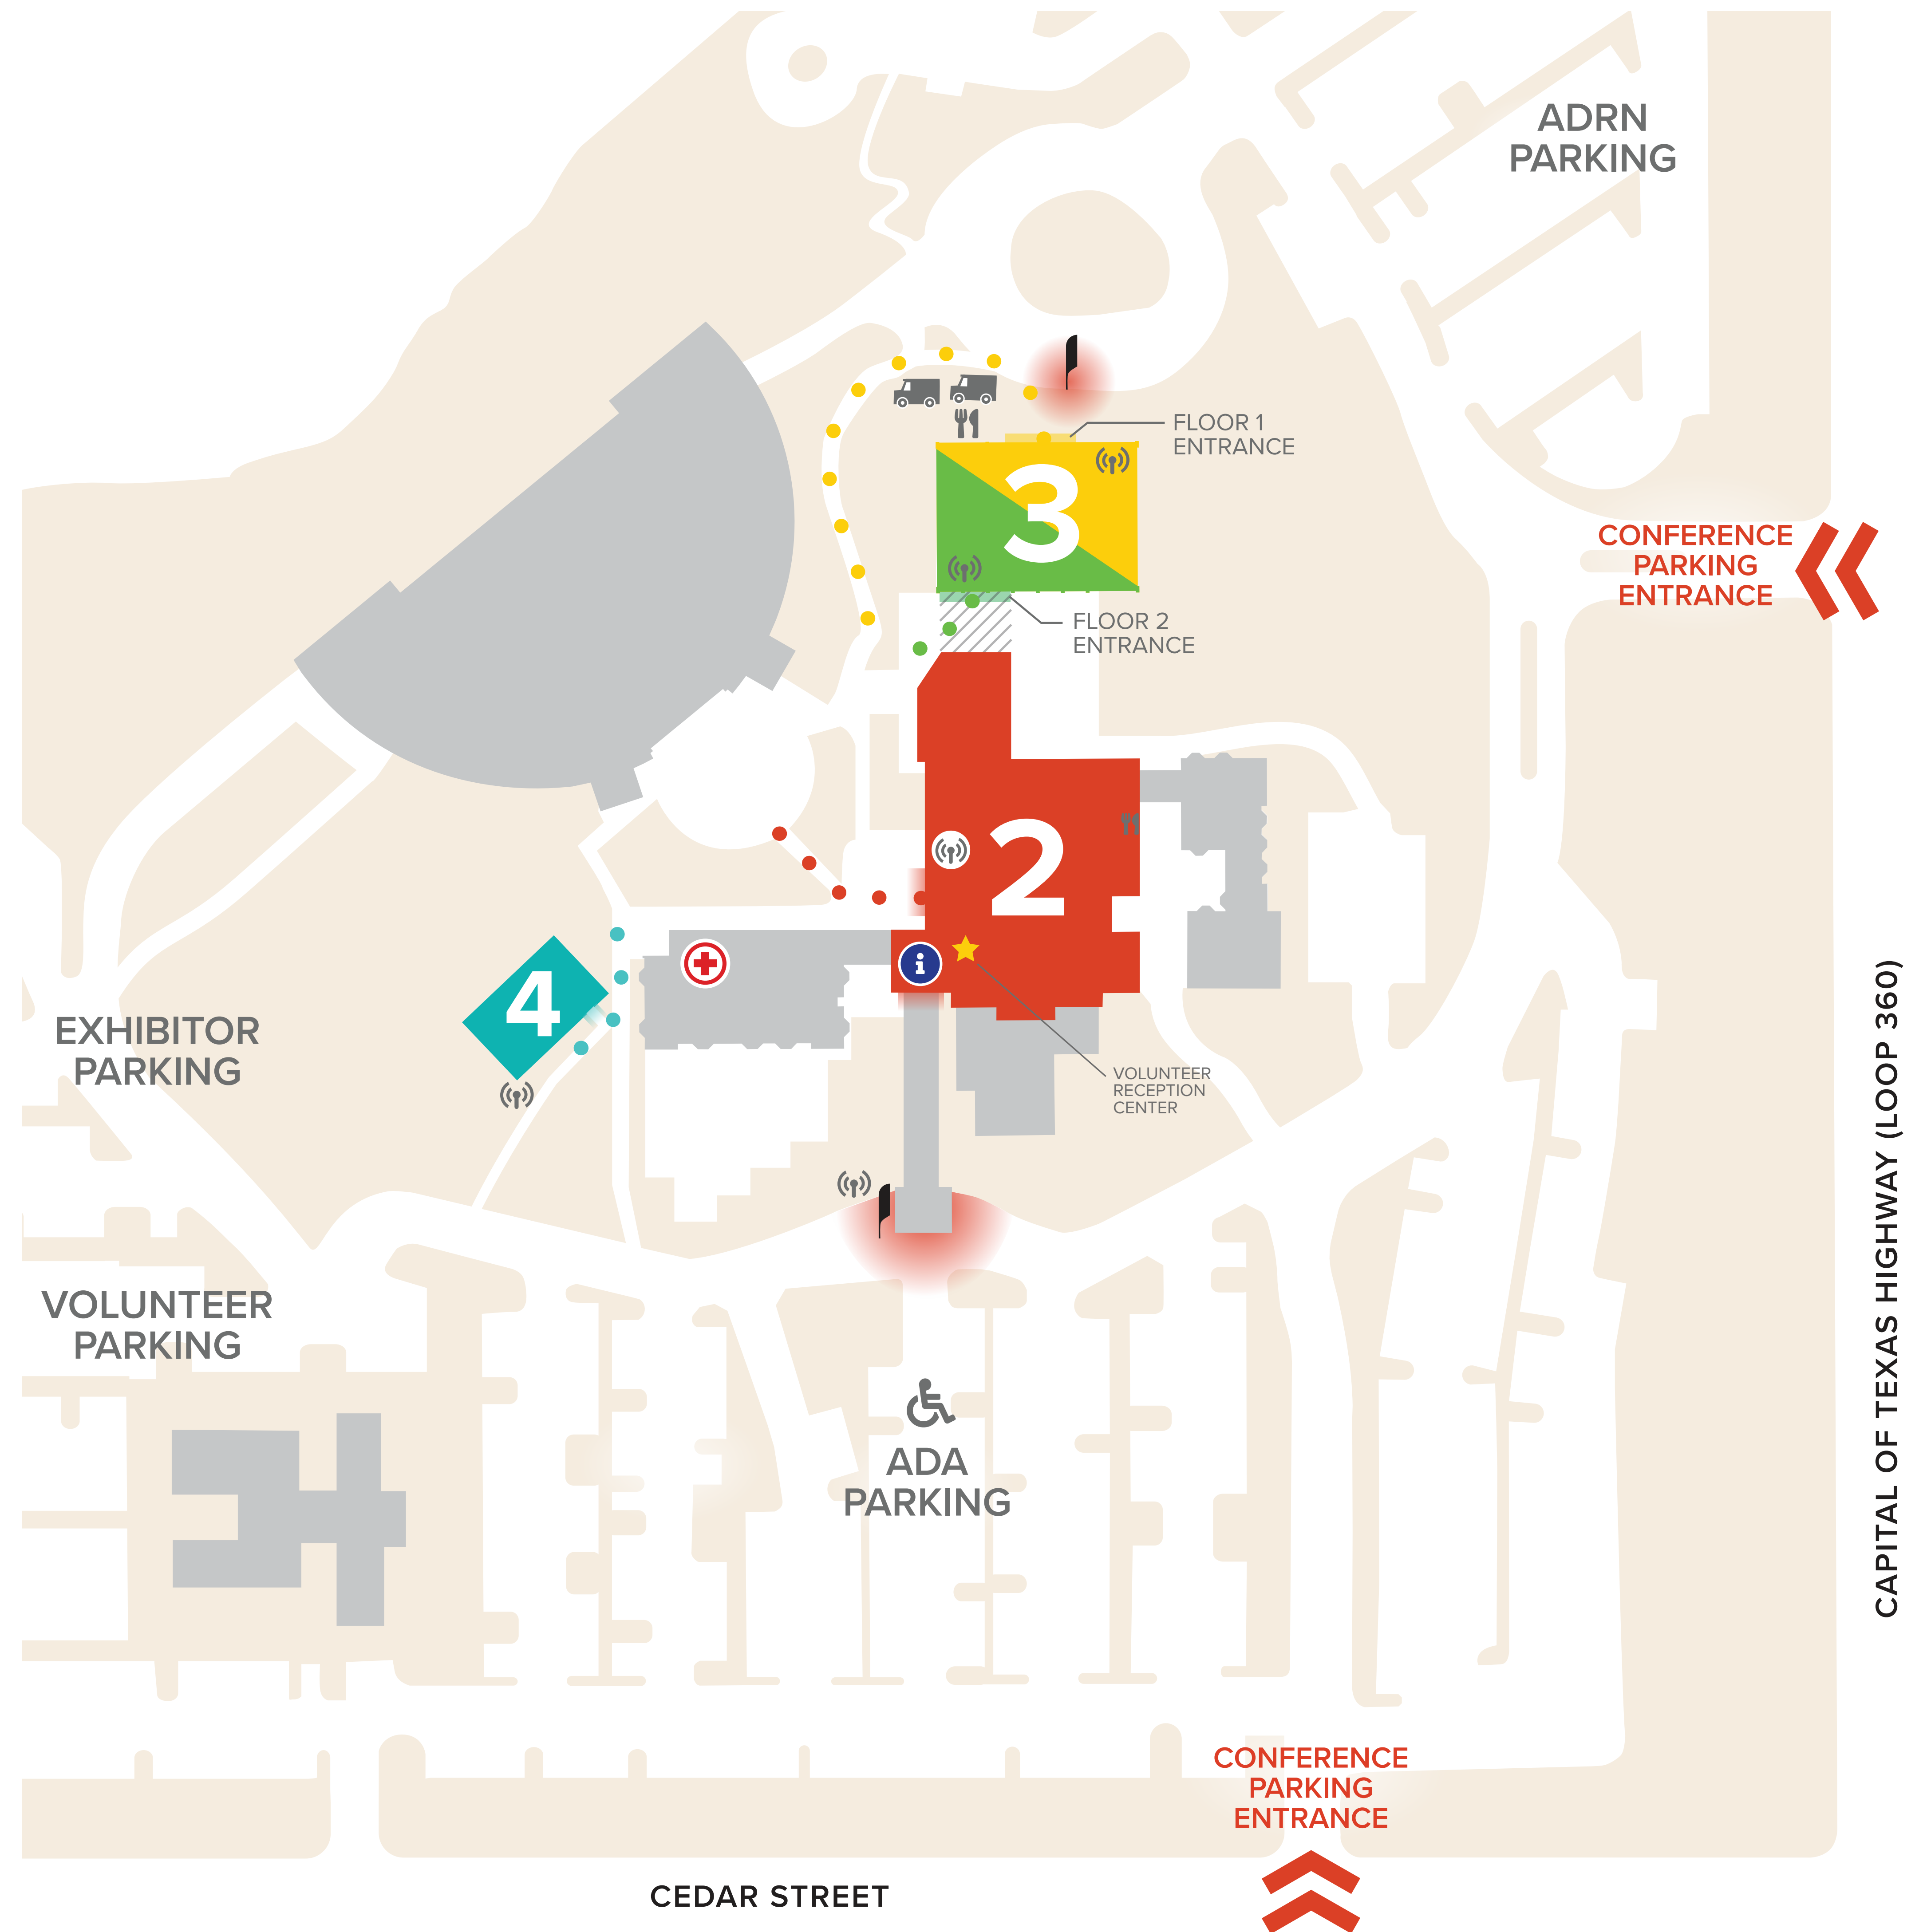 ADRN
PARKING
FLOOR 1
ENTRANCE
3
CONFERENCE
PARKING
ENTRANCE
FLOOR 2
ENTRANCE
2
i
4
EXHIBITOR
PARKING
VOLUNTEER
RECEPTION
CENTER
CAPITAL OF TEXAS HIGHWAY (LOOP 360)
VOLUNTEER
PARKING
ADA
PARKING
CONFERENCE
PARKING
ENTRANCE
CEDAR STREET